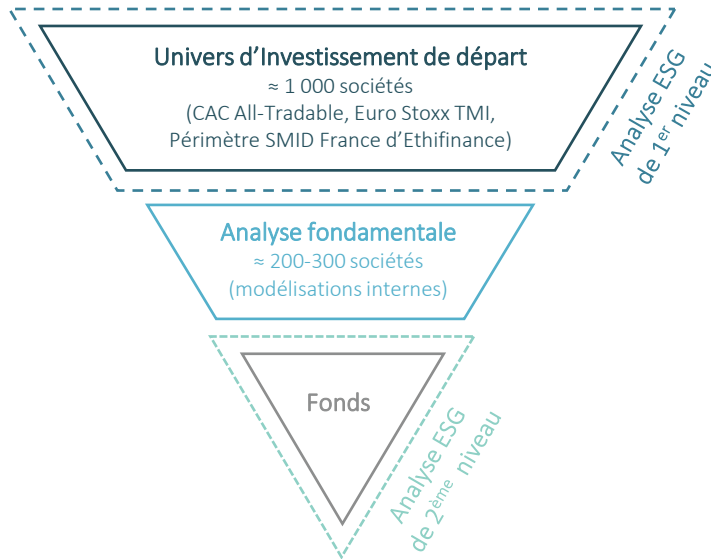 Univers d’Investissement de départ
≈ 1 000 sociétés
(CAC All-Tradable, Euro Stoxx TMI,
Périmètre SMID France d’Ethifinance)
Analyse ESG
de 1er niveau
Analyse fondamentale
≈ 200-300 sociétés
(modélisations internes)
Fonds
Analyse ESG
de 2ème niveau